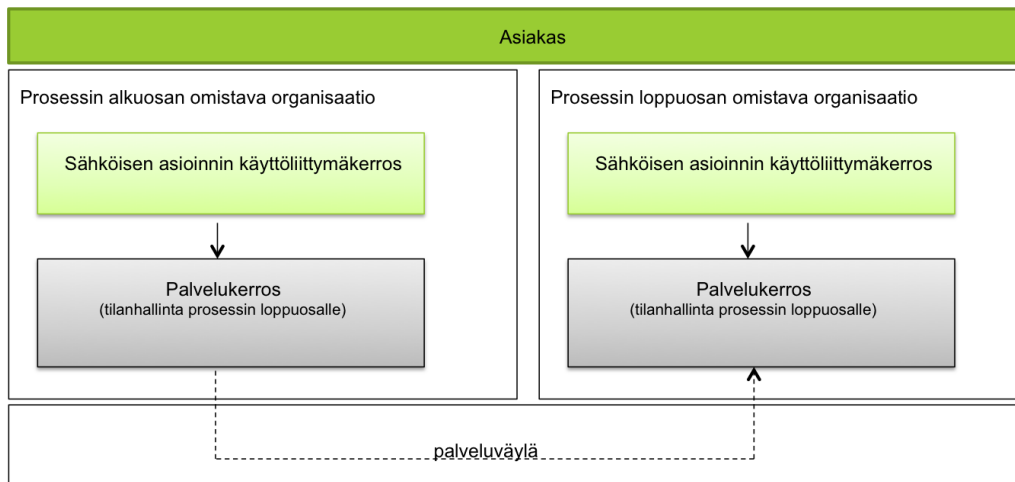 Asiakas
Prosessin alkuosan omistava organisaatio
Sähköisen asioinnin käyttöliittymäkerros
Palvelukerros
(tilanhallinta prosessin loppuosalle)
Prosessin loppuosan omistava organisaatio
Sähköisen asioinnin käyttöliittymäkerros
Palvelukerros
(tilanhallinta prosessin loppuosalle)
palveluväylä